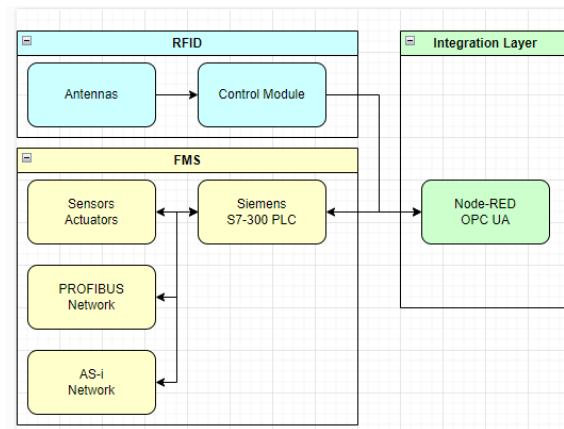 RFID
Integration Layer
Antennas
Control Module
FMS
Sensors
Actuators
Siemens
S7-300 PLC
Node-RED
OPC UA
PROFIBUS
Network
AS-i
Network